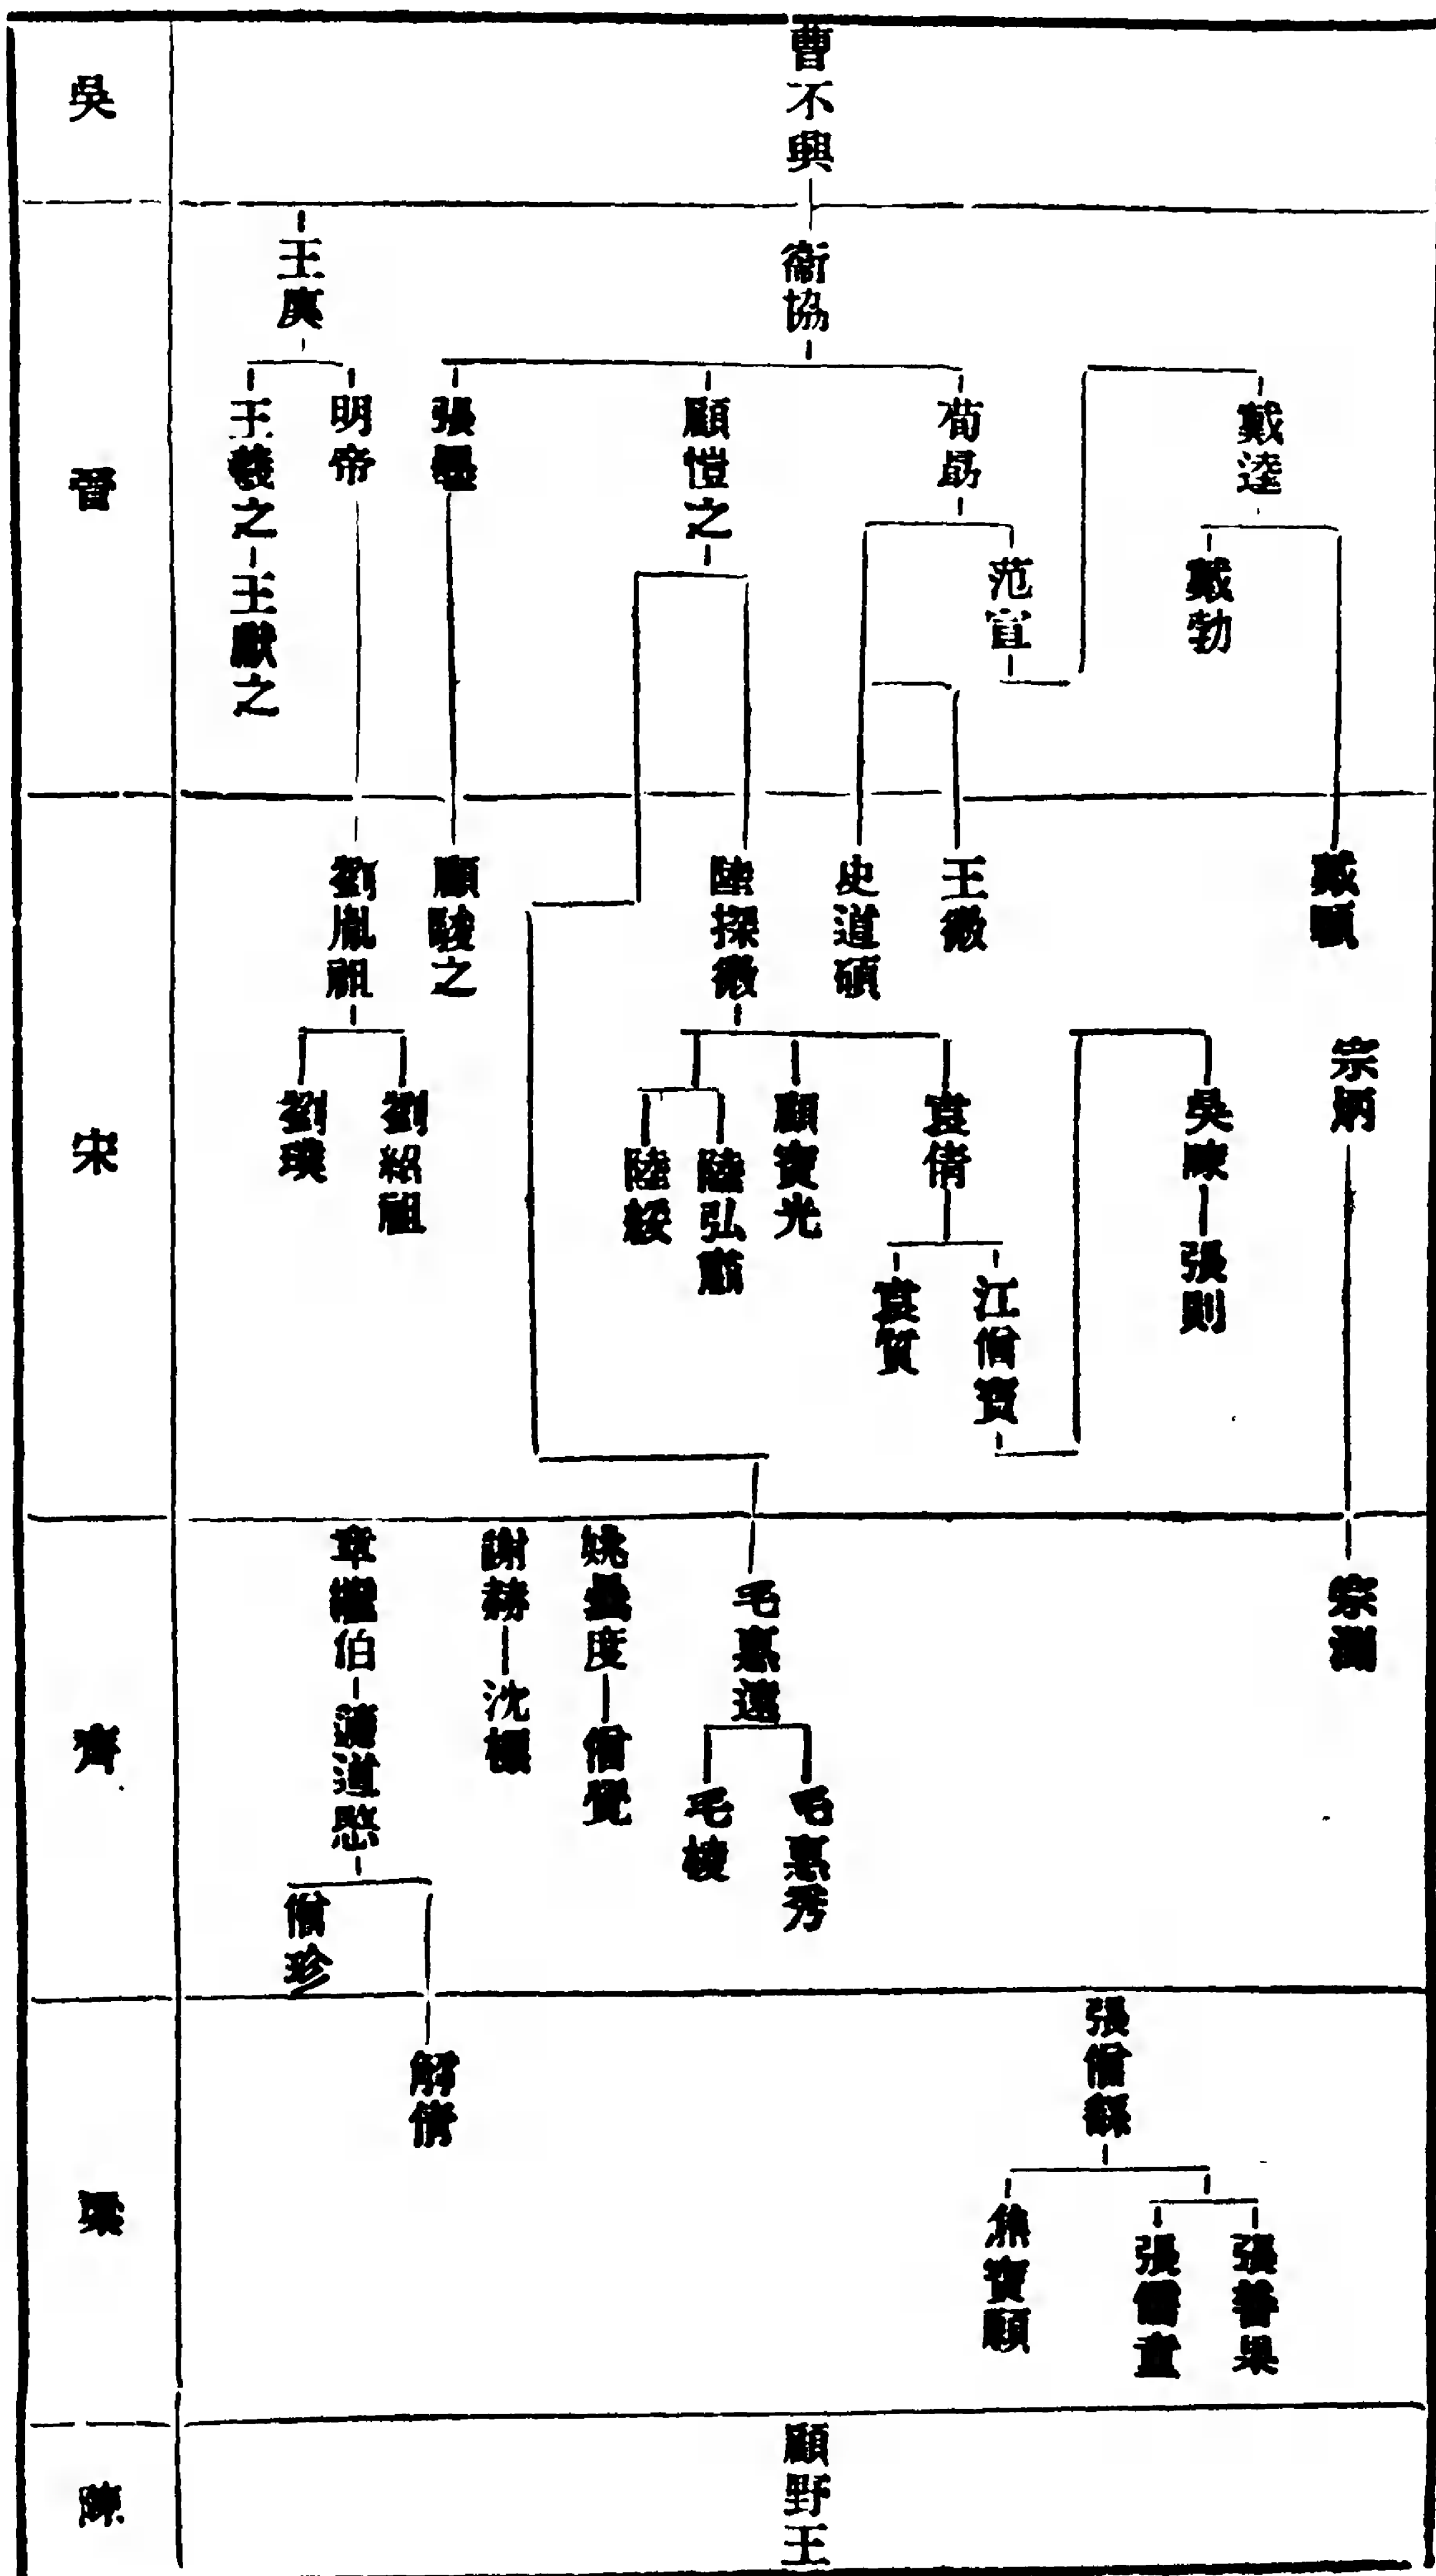 吳
曹不興
晉
衞協
王廙
戴逵
荀勗
顧愷之
張墨
明帝
王羲之
王獻之
范宣
戴勃
宋
戴顒
王微
史道碩
陸探微
顧駿之
劉胤祖
宗炳
吳暕
張則
袁倩
顧寶光
陸弘肅
陸綏
劉紹祖
劉璞
江僧寶
袁質
齊
宗測
毛惠遠
姚曇度
僧覺
謝赫
沈標
章繼伯
蘧道愍
毛惠秀
毛稜
僧珍
梁
張僧繇
解倩
張善果
張儒童
焦寶願
陳
顧野王